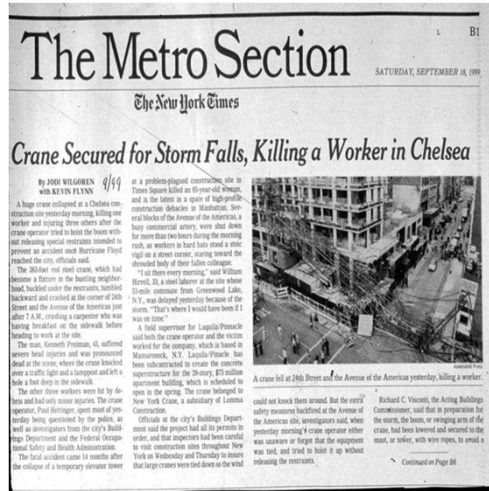 L
B1
The Metro Section
SATURDAY, SEPTEMBER 18, 1999
The New York Times
Crane Secured for Storm Falls, Killing a Worker in Chelsea
By JODI WILGOREN
with KEVIN FLYNN
9/99
A huge crane collapsed at a Chelsea con-
struction site yesterday morning, killing one
worker and injuring three others after the
crane operator tried to hoist the boom with-
out releasing special restraints intended to
prevent an accident once Hurricane Floyd
reached the city, officials said.
The 383-foot red steel crane, which had
become a fixture in the bustling neighbor-
hood, buckled under the restraints, tumbled
backward and crashed at the corner of 24th
Street and the Avenue of the Americas just
after 7 A.M., crushing a carpenter who was
having breakfast on the sidewalk before
heading to work at the site.
The man, Kenneth Preiman, 43, suffered
severe head injuries and was pronounced
dead at the scene, where the crane knocked
over a traffic light and a lamppost and left a
hole a foot deep in the sidewalk.
The other three workers were hit by de-
bris and had only minor injuries. The crane
operator, Paul Bettinger, spent most of yes-
terday being questioned by the police, as
well as investigators from the city's Build-
ings Department and the Federal Occupa-
tional Safety and Health Administration.
The fatal accident came 14 months after
the collapse of a temporary elevator tower
at a problem-plagued construction site in
Times Square killed an 85-year-old woman,
and is the latest in a spate of high-profile
construction debacles in Manhattan. Sev-
eral blocks of the Avenue of the Americas, a
busy commercial artery, were shut down
for more than two hours during the morning
rush, as workers in hard hats stood a stoic
vigil on a street corner, staring toward the
shrouded body of their fallen colleague.
"I sit there every morning," said William
Hirrell, 33, a steel laborer at the site whose
53-mile commute from Greenwood Lake,
N.Y., was delayed yesterday because of the
storm. "That's where I would have been if I
was on time."
A field supervisor for Laquila/Pinnacle
said both the crane operator and the victim
worked for the company, which is based in
Mamaroneck, N.Y. Laquila/Pinnacle has
been subcontracted to create the concrete
superstructure for the 29-story, $75 million
apartment building, which is scheduled to
open in the spring. The crane belonged to
New York Crane, a subsidiary of Lomma
Construction.
Officials at the city's Buildings Depart-
ment said the project had all its permits in
order, and that inspectors had been careful
to visit construction sites throughout New
York on Wednesday and Thursday to insure
that large cranes were tied down so the wind
Associated Press
A crane fell at 24th Street and the Avenue of the Americas yesterday, killing a worker.
could not knock them around. But the extra
safety measures backfired at the Avenue of
the Americas site, investigators said, when
yesterday morning's crane operator either
was unaware or forgot that the equipment
was tied, and tried to hoist it up without
releasing the restraints.
Richard C. Visconti, the Acting Buildings
Commissioner, said that in preparation for
the storm, the boom, or swinging arm of the
crane, had been lowered and secured to the
mast, or tower, with wire ropes, to avoid a
Continued on Page B6